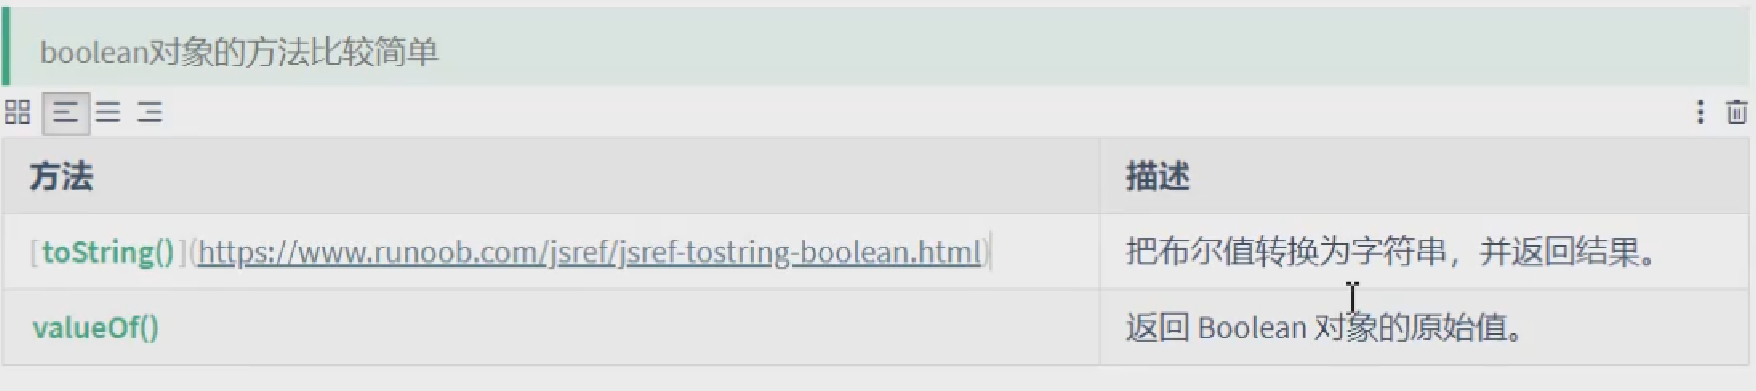 boolean对象的方法比较简单
方法 描述
[toString()](https://www.runoob.com/jsref/jsref-tostring-boolean.html) 把布尔值转换为字符串，并返回结果。
valueOf() 返回 Boolean 对象的原始值。